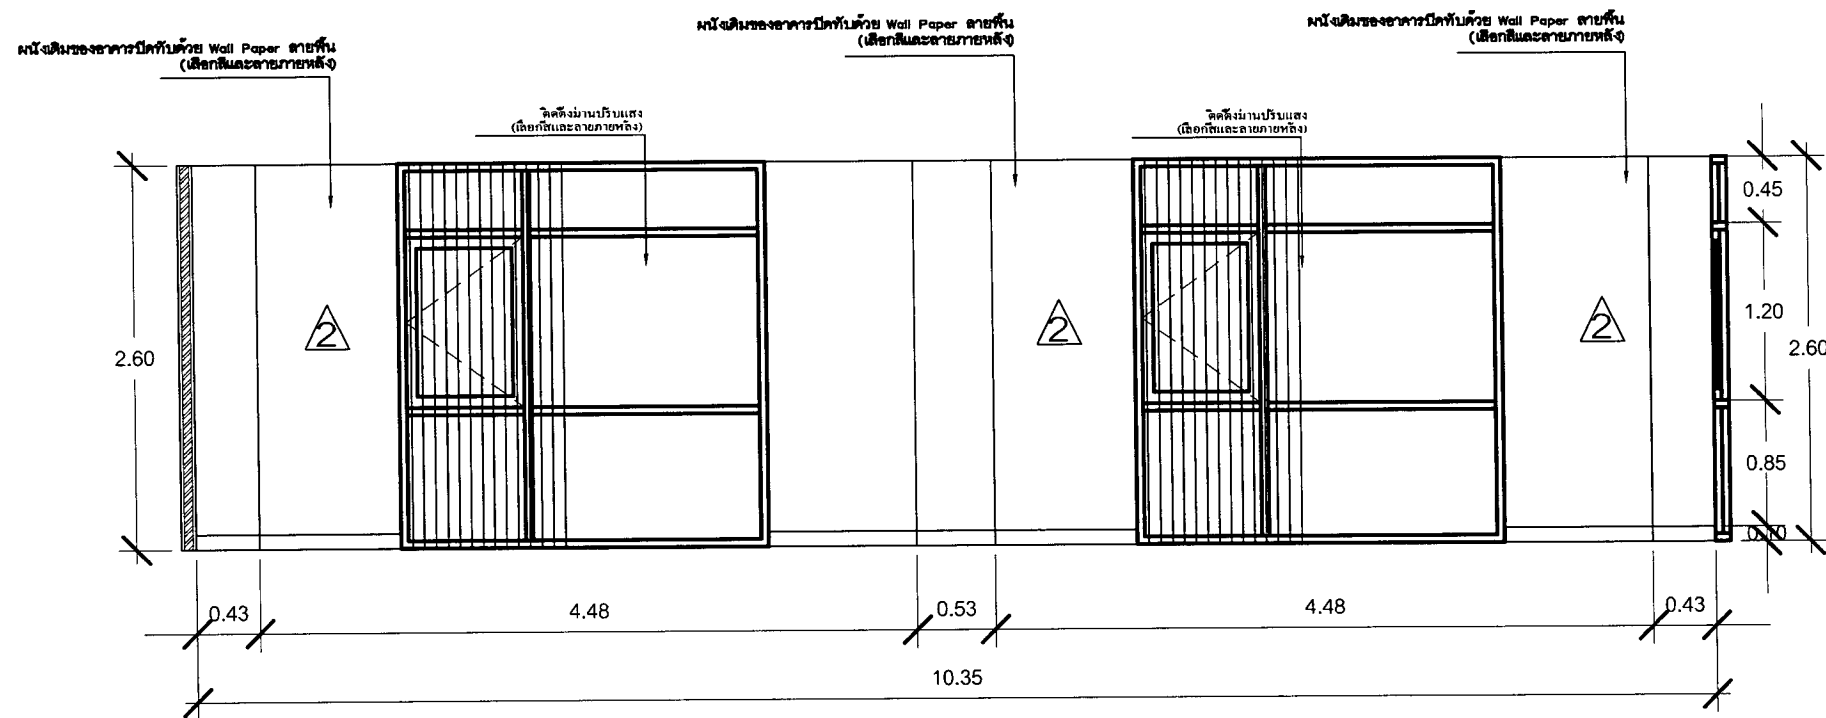 ผนังเดิมของอาคารปิดทับด้วย Wall Paper ลายพื้น
(เลือกสีและลายภายหลัง)
ผนังเดิมของอาคารปิดทับด้วย Wall Paper ลายพื้น
(เลือกสีและลายภายหลัง)
ผนังเดิมของอาคารปิดทับด้วย Wall Paper ลายพื้น
(เลือกสีและลายภายหลัง)
ติดตั้งม่านปรับแสง
(เลือกสีและลายภายหลัง)
ติดตั้งม่านปรับแสง
(เลือกสีและลายภายหลัง)
0.45
1.20
2.60
0.85
0.10
2.60
2
2
2
0.43
4.48
0.53
4.48
0.43
10.35